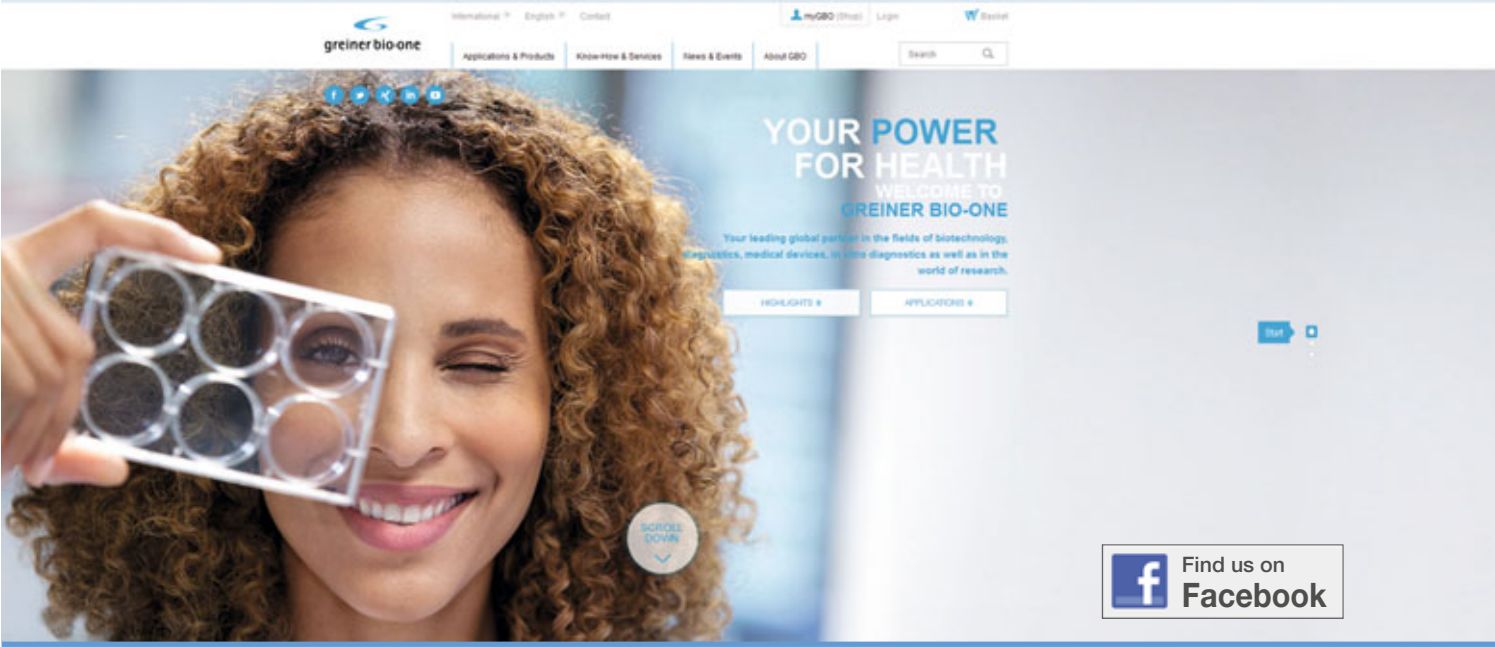 greiner bio-one
International
English
Contact
myGBO (Shop)
Login
Basket
Applications & Products
Know-How & Services
News & Events
About GBO
Search
YOUR POWER
FOR HEALTH
WELCOME TO
GREINER BIO-ONE
Your leading global partner in the fields of biotechnology,
diagnostics, medical devices, in vitro diagnostics as well as in the
world of research.
HIGHLIGHTS
APPLICATIONS
Start
SCROLL
DOWN
Find us on
Facebook